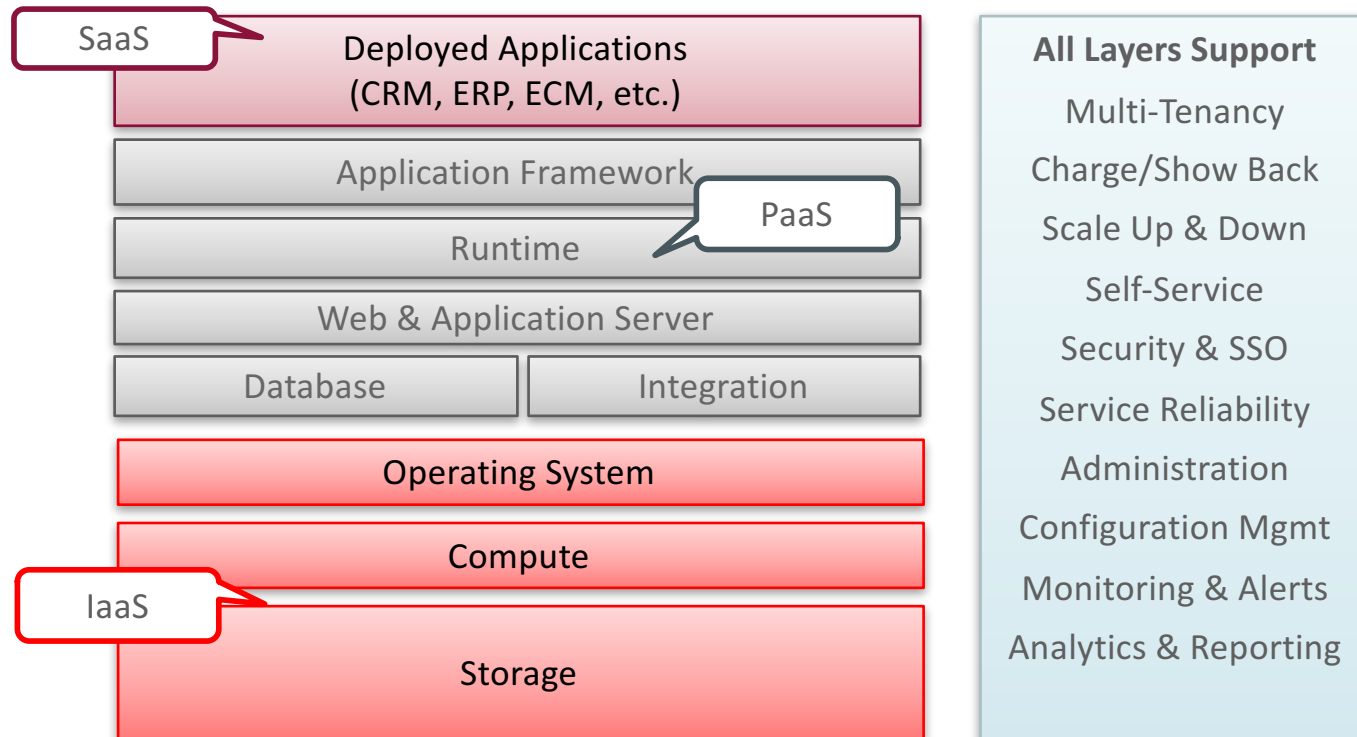 SaaS
Deployed Applications
(CRM, ERP, ECM, etc.)
Application Framework
PaaS
Runtime
Web & Application Server
Database
Integration
Operating System
Compute
IaaS
Storage
All Layers Support
Multi-Tenancy
Charge/Show Back
Scale Up & Down
Self-Service
Security & SSO
Service Reliability
Administration
Configuration Mgmt
Monitoring & Alerts
Analytics & Reporting